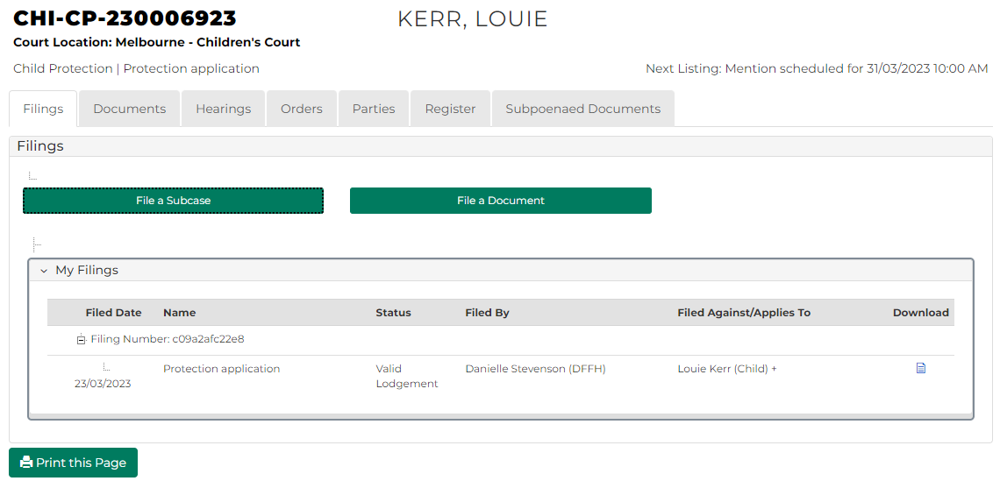 CHI-CP-230006923
KERR, LOUIE
Court Location: Melbourne - Children's Court
Child Protection | Protection application
Next Listing: Mention scheduled for 31/03/2023 10:00 AM
Filings
Documents
Hearings
Orders
Parties
Register
Subpoenaed Documents
Filings
File a Subcase
File a Document
My Filings
Filed Date
Name
Status
Filed By
Filed Against/Applies To
Download
Filing Number: c09a2afc22e8
23/03/2023
Protection application
Valid
Lodgement
Danielle Stevenson (DFFH)
Louie Kerr (Child) +
Print this Page